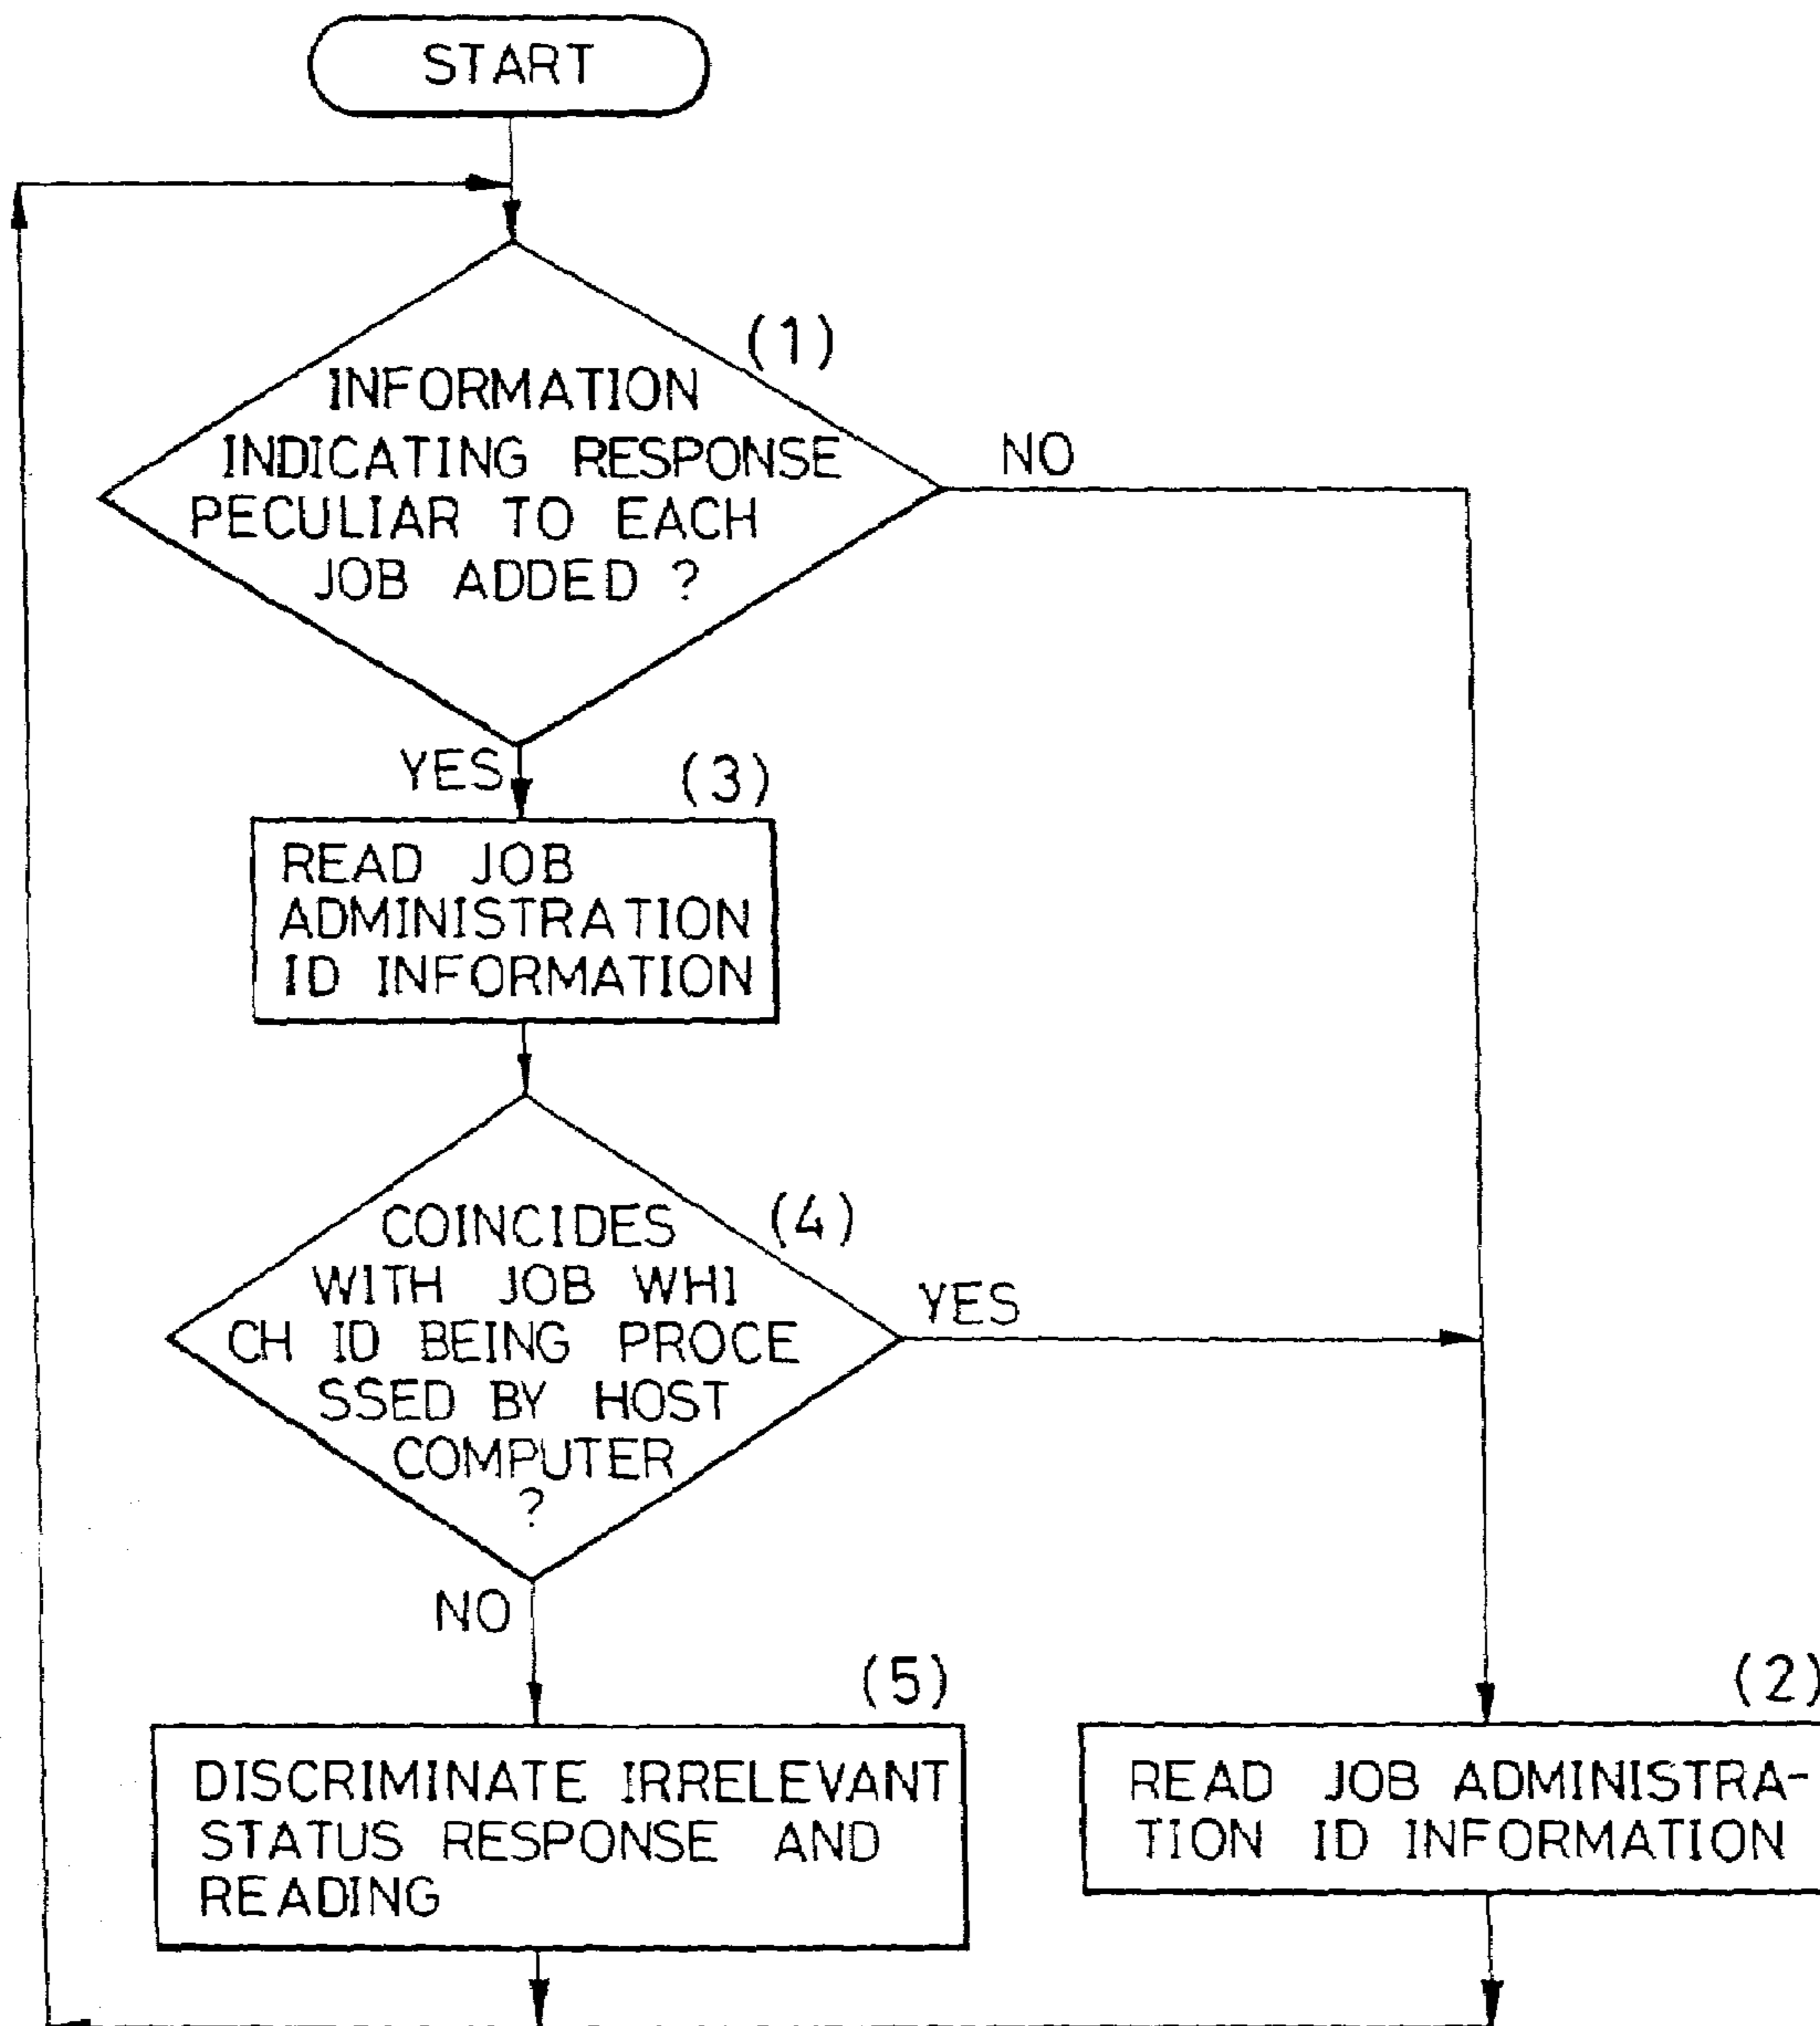 START
(1)
INFORMATION
INDICATING RESPONSE
PECULIAR TO EACH
JOB ADDED ?
NO
YES
(3)
READ JOB
ADMINISTRATION
ID INFORMATION
(4)
COINCIDES
WITH JOB WHI
CH ID BEING PROCE
SSED BY HOST
COMPUTER
?
YES
NO
(5)
DISCRIMINATE IRRELEVANT
STATUS RESPONSE AND
READING
(2)
READ JOB ADMINISTRA-
TION ID INFORMATION